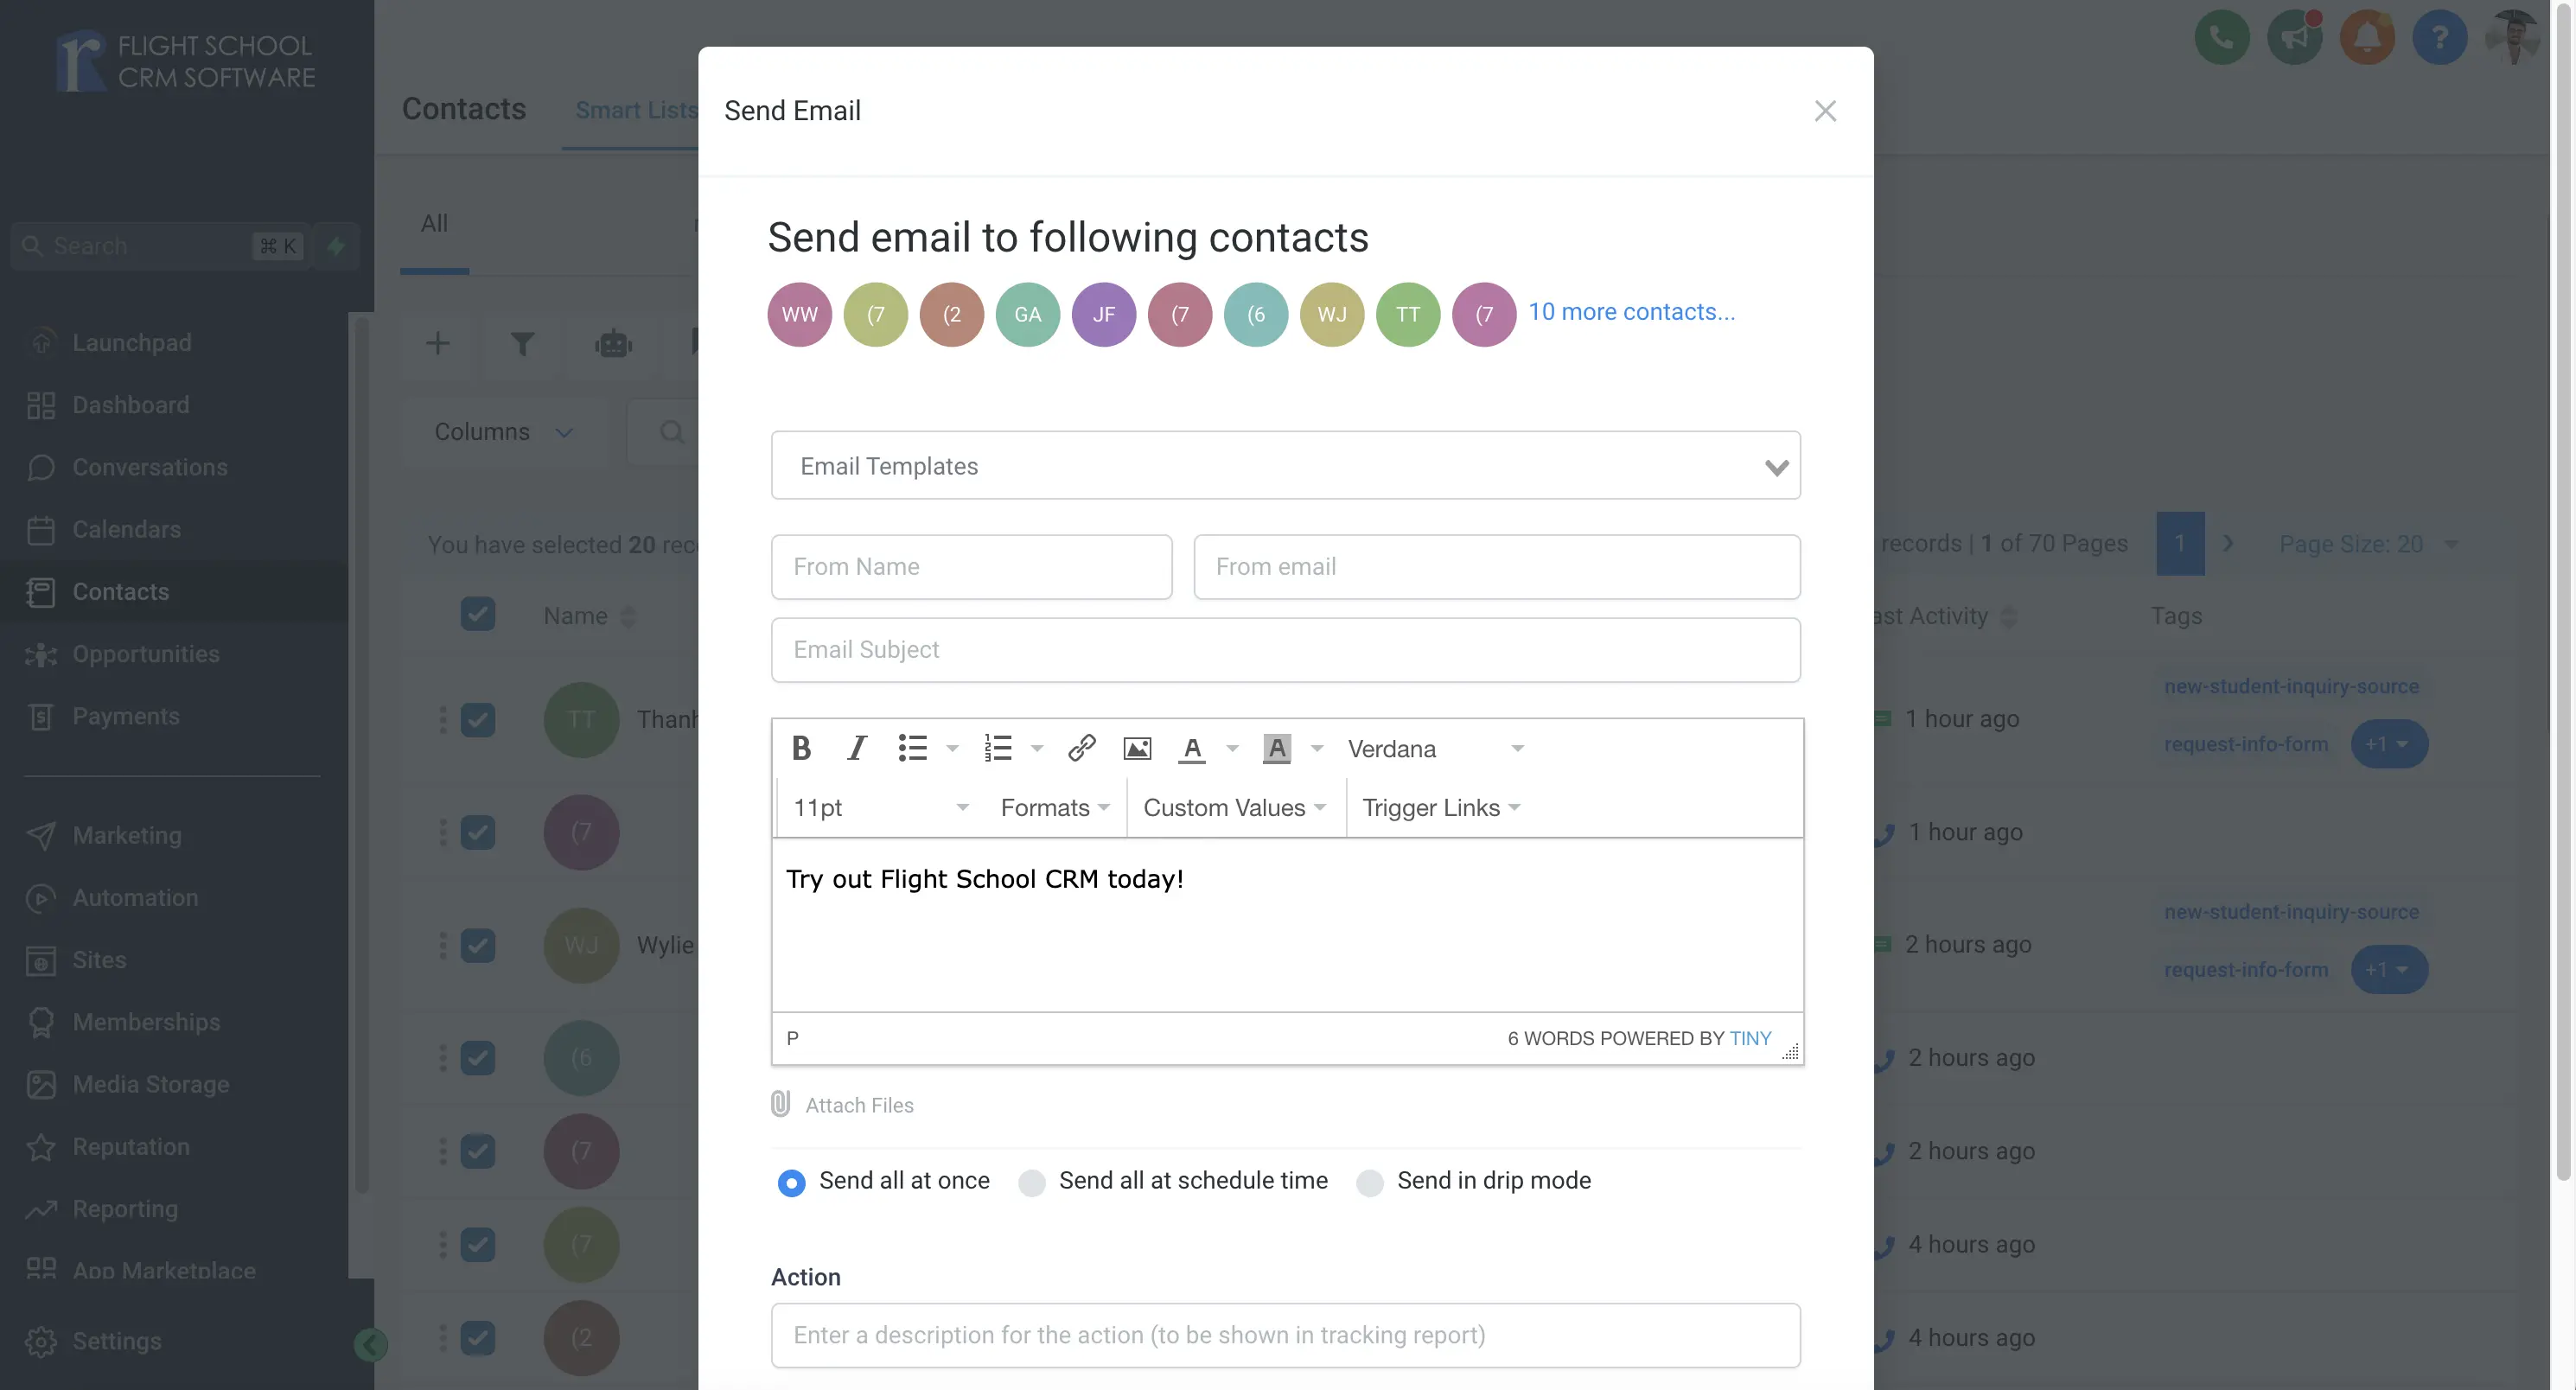 FLIGHT SCHOOL
CRM SOFTWARE
Search
⌘ K
Launchpad
Dashboard
Conversations
Calendars
Contacts
Opportunities
Payments
Marketing
Automation
Sites
Memberships
Media Storage
Reputation
Reporting
App Marketplace
Settings
Contacts
Smart Lists
All
Columns
You have selected 20
Name
TT
Thanh
(7
WJ
Wylie
(6
(7
(7
(2
Send Email
Send email to following contacts
WW
(7
(2
GA
JF
(7
(6
WJ
TT
(7
10 more contacts...
Email Templates
From Name
From email
Email Subject
B I
A
A
Verdana
11pt
Formats
Custom Values
Trigger Links
Try out Flight School CRM today!
P
6 WORDS POWERED BY TINY
Attach Files
Send all at once
Send all at schedule time
Send in drip mode
Action
Enter a description for the action (to be shown in tracking report)
?
records | 1 of 70 Pages
1
Page Size: 20
ast Activity
Tags
1 hour ago
new-student-inquiry-source
request-info-form
+1
1 hour ago
2 hours ago
new-student-inquiry-source
request-info-form
+1
2 hours ago
2 hours ago
4 hours ago
4 hours ago